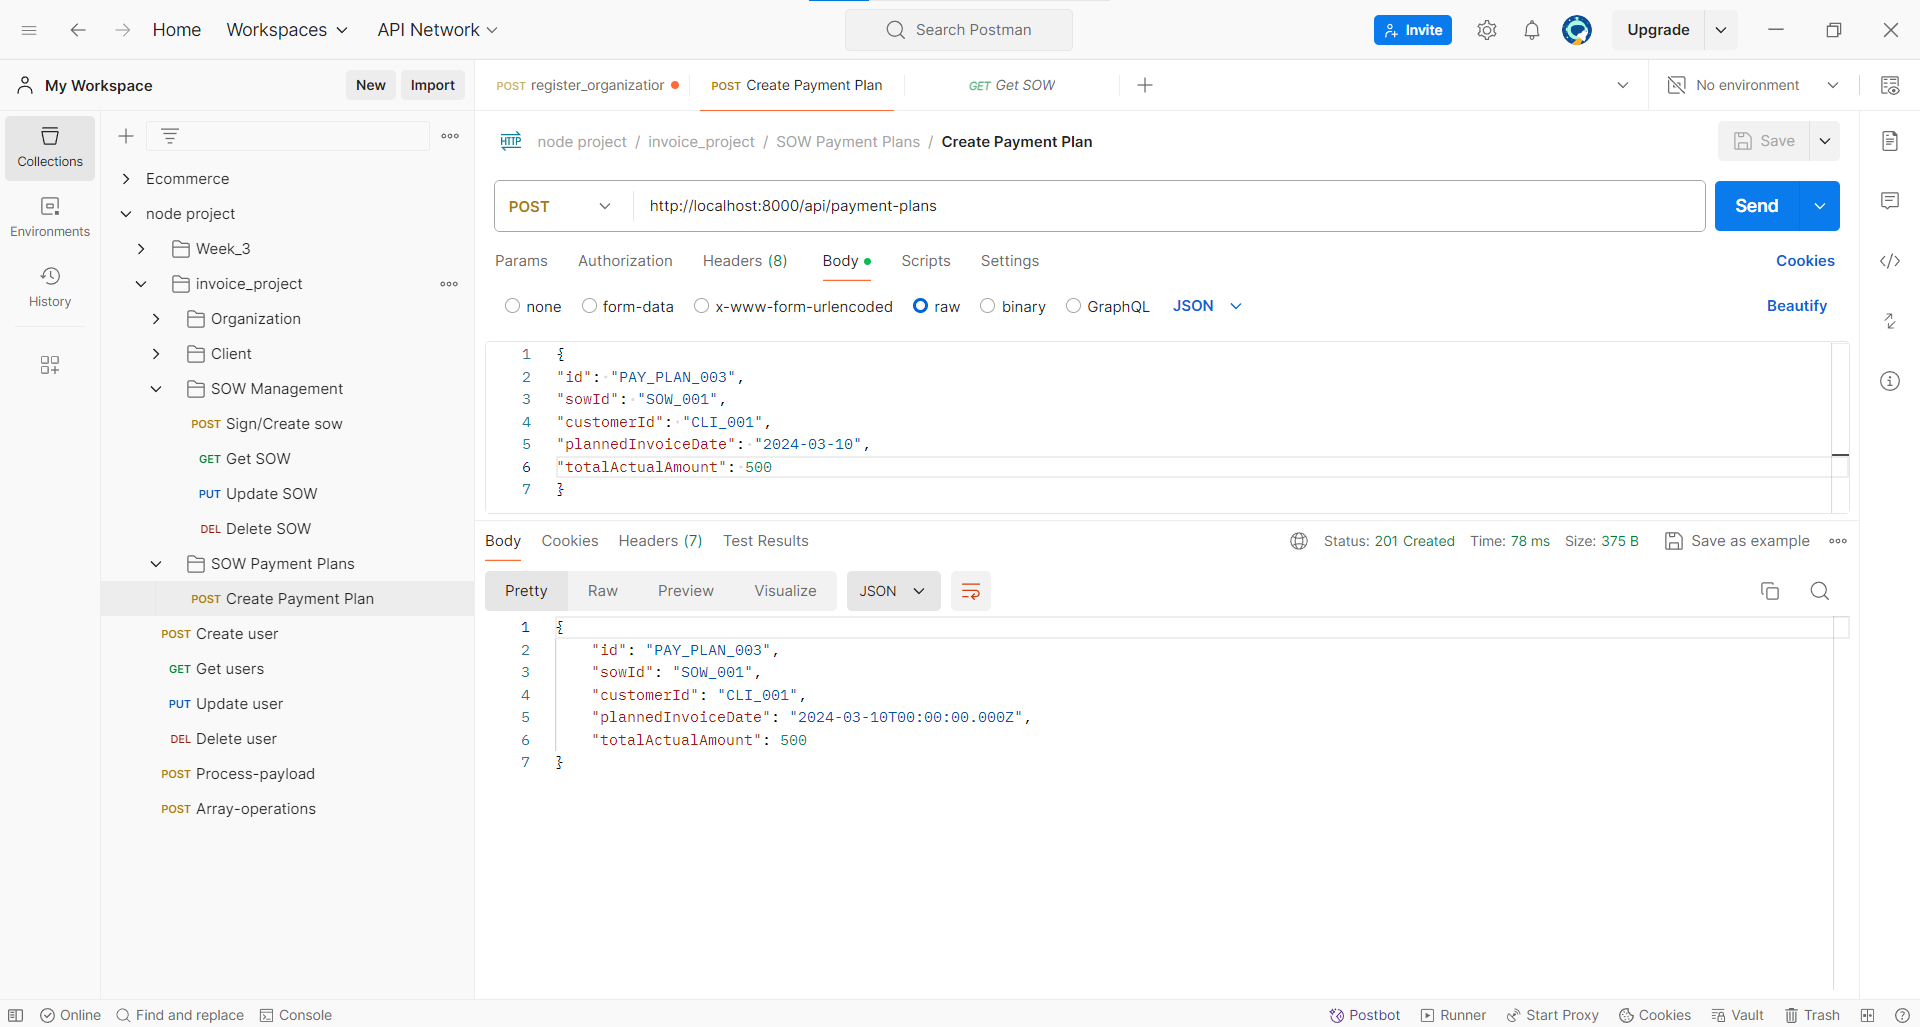 Home Workspaces API Network Search Postman Invite Upgrade
My Workspace New Import POST register_organizatior POST Create Payment Plan GET Get SOW No environment
Collections
Environments
History
Ecommerce
node project
Week_3
invoice_project
Organization
Client
SOW Management
POST Sign/Create sow
GET Get SOW
PUT Update SOW
DEL Delete SOW
SOW Payment Plans
POST Create Payment Plan
POST Create user
GET Get users
PUT Update user
DEL Delete user
POST Process-payload
POST Array-operations
HTTP node project / invoice_project / SOW Payment Plans / Create Payment Plan Save
POST http://localhost:8000/api/payment-plans Send
Params Authorization Headers (8) Body Scripts Settings Cookies
none form-data x-www-form-urlencoded raw binary GraphQL JSON Beautify
1 {
2 "id": "PAY_PLAN_003",
3 "sowId": "SOW_001",
4 "customerId": "CLI_001",
5 "plannedInvoiceDate": "2024-03-10",
6 "totalActualAmount": 500
7 }
Body Cookies Headers (7) Test Results Status: 201 Created Time: 78 ms Size: 375 B Save as example
Pretty Raw Preview Visualize JSON
1 {
2 "id": "PAY_PLAN_003",
3 "sowId": "SOW_001",
4 "customerId": "CLI_001",
5 "plannedInvoiceDate": "2024-03-10T00:00:00.000Z",
6 "totalActualAmount": 500
7 }
Online Find and replace Console Postbot Runner Start Proxy Cookies Vault Trash